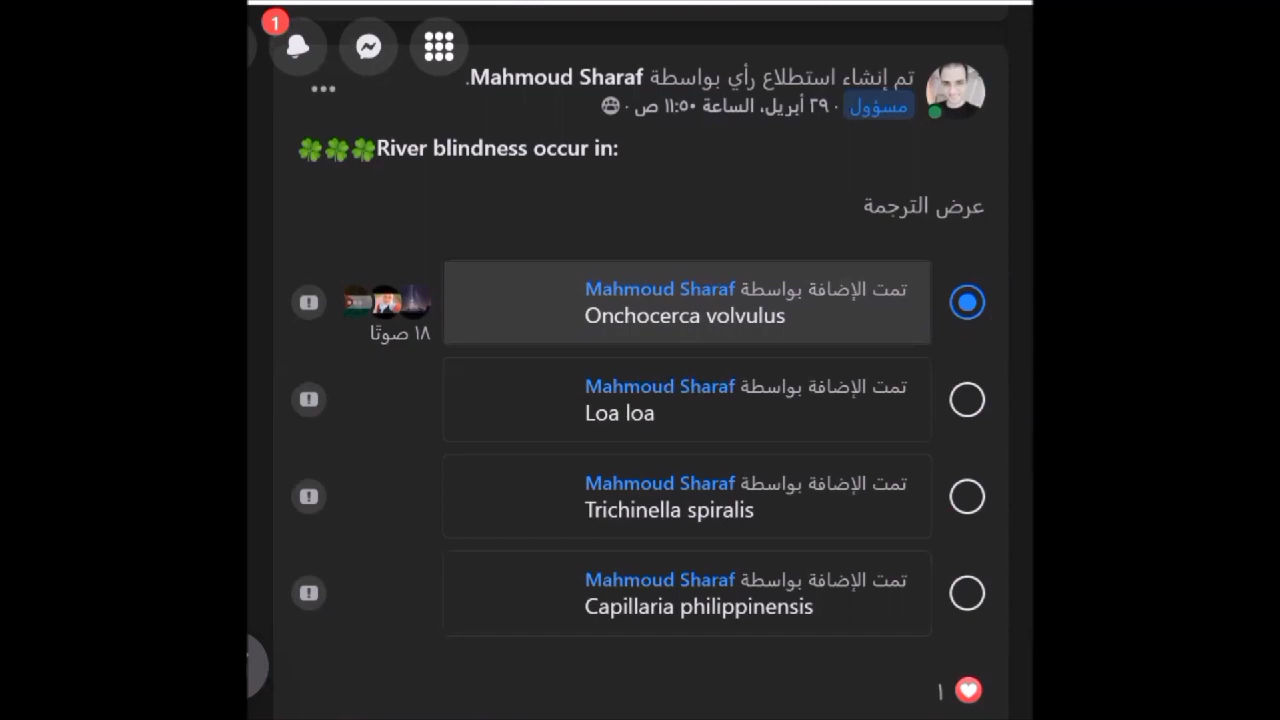 1
تم إنشاء استطلاع رأي بواسطة Mahmoud Sharaf.
مسؤول · ٢٩ أبريل، الساعة ١١:٥٠ ص ·
🍀🍀🍀River blindness occur in:
عرض الترجمة
تمت الإضافة بواسطة Mahmoud Sharaf
Onchocerca volvulus
١٨ صوتًا
تمت الإضافة بواسطة Mahmoud Sharaf
Loa loa
تمت الإضافة بواسطة Mahmoud Sharaf
Trichinella spiralis
تمت الإضافة بواسطة Mahmoud Sharaf
Capillaria philippinensis
١